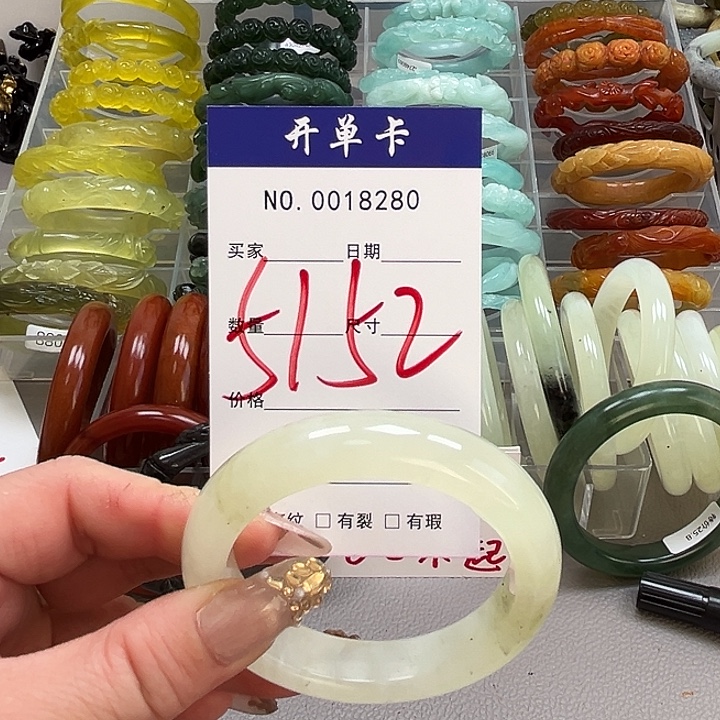 开单卡
NO. 0018280
买家 日期
5152
数量 尺寸
价格
纹 □ 有裂 □ 有瑕
起